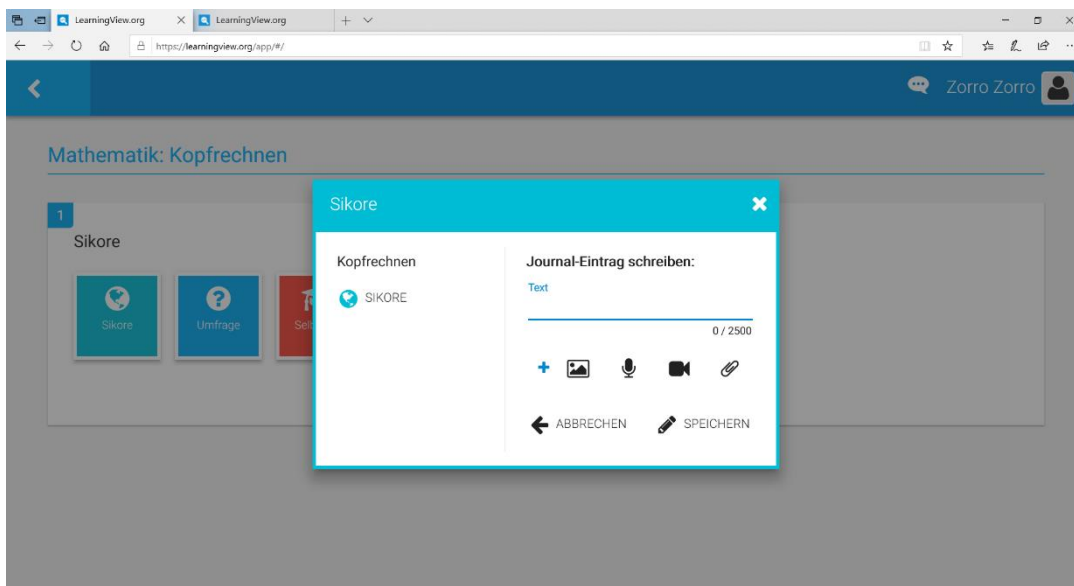 LearningView.org
LearningView.org
https://learningview.org/app/#/
Zorro Zorro
Mathematik: Kopfrechnen
1
Sikore
Sikore
Umfrage
Sikore
Kopfrechnen
SIKORE
Journal-Eintrag schreiben:
Text
0 / 2500
ABBRECHEN
SPEICHERN